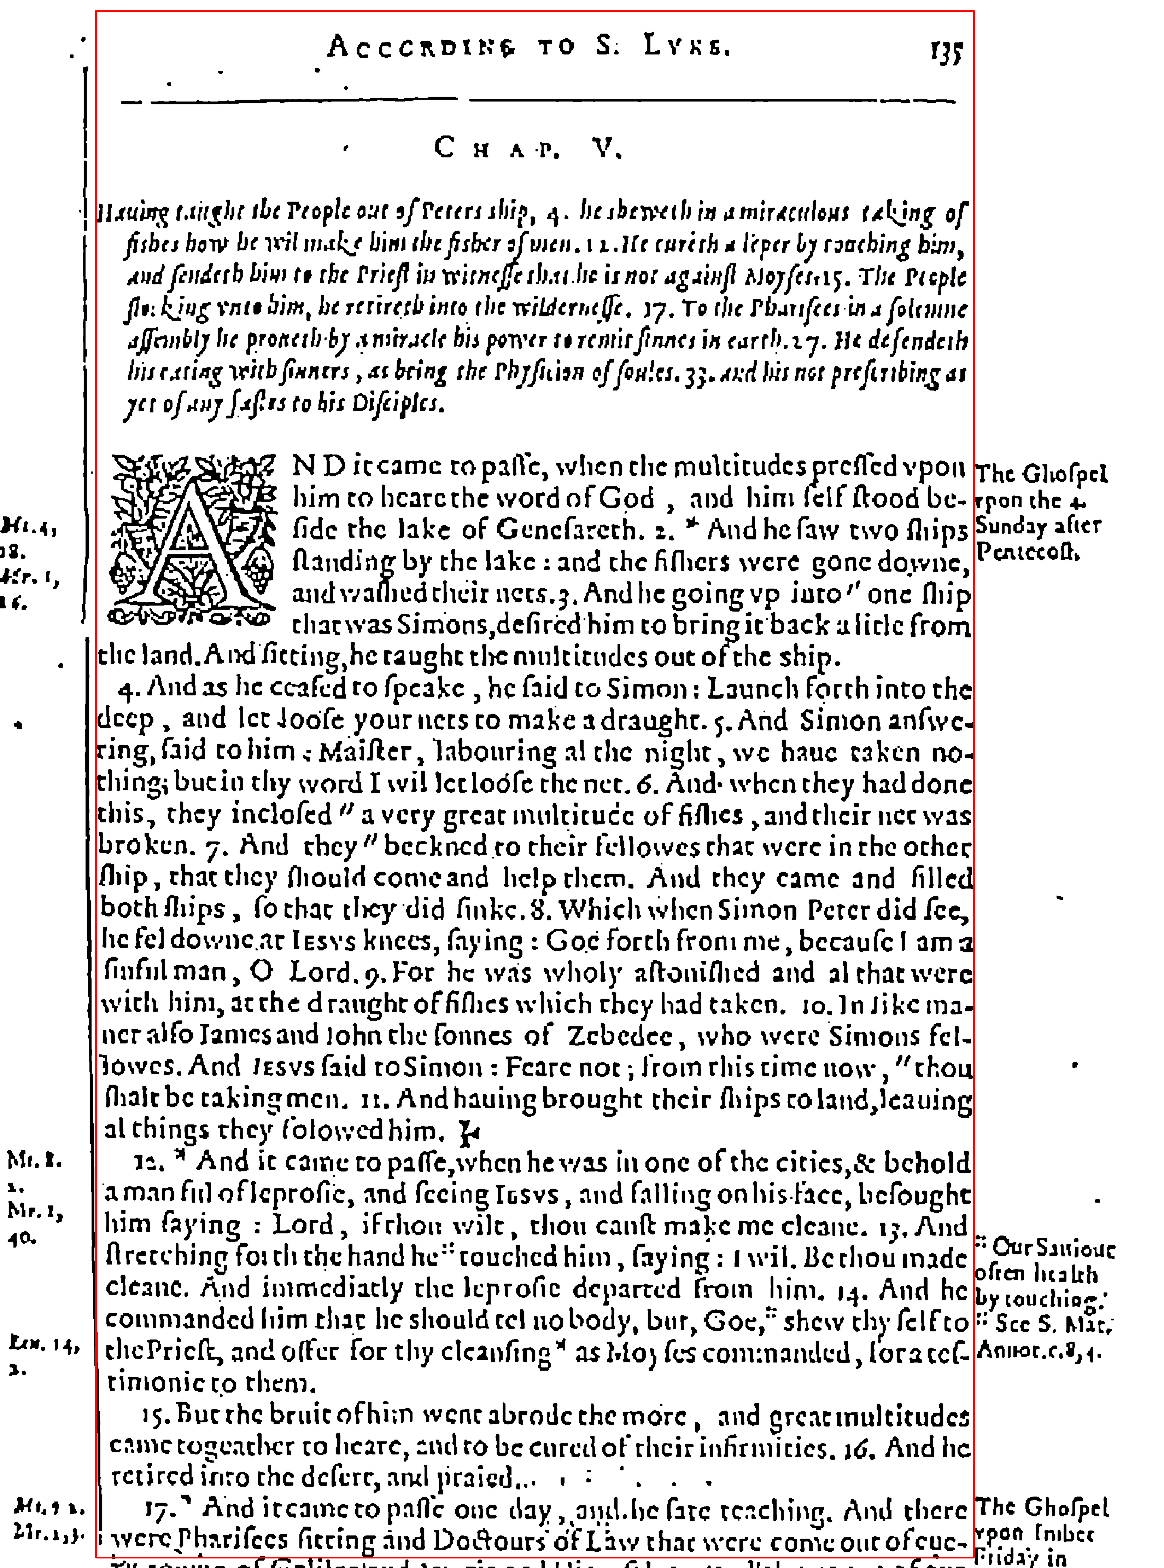 ACCORDING TO S. LVKE. 135
CHAP. V.
Hauing taught the People out of Peters ship, 4. he sheweth in a miraculous taking of
fishes how he wil make him the fisher of men. 12. He cureth a leper by touching him,
and ſendeth him to the Prieſt in witneſſe that he is not againſt Moyſes. 15. The People
flocking vnto him, he retireth into the wilderneſſe. 17. To the Phariſees in a ſolemne
aſſembly he proueth by a miracle his power to remit ſinnes in earth. 27. He defendeth
his eating with ſinners, as being the Phyſicion of ſoules. 33. and his not preſcribing as
yet of any faſtes to his Diſciples.
AND it came to paſſe, when the multitudes preſſed vpon
him to heare the word of God, and him ſelf ſtood be-
ſide the lake of Geneſareth. 2. * And he ſaw two ſhips
ſtanding by the lake: and the fiſhers were gone downe,
and waſhed their nets. 3. And he going vp into " one ſhip
that was Simons, deſired him to bring it back a litle from
the land. And ſitting, he taught the multitudes out of the ship.
4. And as he ceaſed to ſpeake, he ſaid to Simon: Launch forth into the
deep, and let looſe your nets to make a draught. 5. And Simon anſwe-
ring, ſaid to him: Maiſter, labouring al the night, we haue taken no-
thing; but in thy word I wil let looſe the net. 6. And when they had done
this, they incloſed " a very great multitude of fiſhes, and their net was
broken. 7. And they " beckned to their fellowes that were in the other
ſhip, that they ſhould come and help them. And they came and filled
both ſhips, ſo that they did ſinke. 8. Which when Simon Peter did ſee,
he fel downe at IESVS knees, ſaying: Goe forth from me, becauſe I am a
ſinful man, O Lord. 9. For he was wholy aſtoniſhed and al that were
with him, at the draught of fiſhes which they had taken. 10. In like ma-
ner alſo Iames and Iohn the ſonnes of Zebedee, who were Simons fel-
lowes. And IESVS ſaid to Simon: Feare not; from this time now, " thou
ſhalt be taking men. 11. And hauing brought their ſhips to land, leauing
al things they folowed him. ✠
12. * And it came to paſſe, when he was in one of the cities, & behold
a man ful of leproſie, and ſeeing IESVS, and falling on his face, beſought
him ſaying: Lord, if thou wilt, thou canſt make me cleane. 13. And
ſtretching forth the hand he :: touched him, ſaying: I wil. Be thou made
cleane. And immediatly the leproſie departed from him. 14. And he
commanded him that he should tel no body, but, Goe, :: shew thy ſelf to
the Prieſt, and offer for thy cleanſing * as Moyſes commanded, for a teſ-
timonie to them.
15. But the bruit of him went abrode the more, and great multitudes
came togeather to heare, and to be cured of their infirmities. 16. And he
retired into the deſert, and praied.
17. * And it came to paſſe one day, and he ſate teaching. And there
were Phariſees ſitting and Doctours of Law that were come out of eue-
Mt. 4,
18.
Mr. 1,
16.
Mt. 8.
2.
Mr. 1,
40.
Leu. 14,
2.
Mt. 9 2.
Mr. 2, 3.
The Ghoſpel
vpon the 4.
Sunday after
Pentecoſt.
:: Our Sauiour
often health
by touching.
:: See S. Mat.
Annot. c. 8, 4.
The Ghoſpel
vpon Imber
Friday in